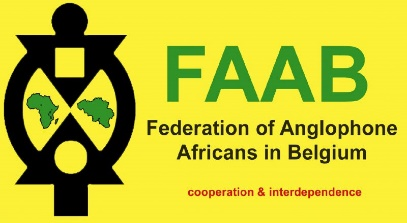 FAAB
Federation of Anglophone
Africans in Belgium
cooperation & interdependence